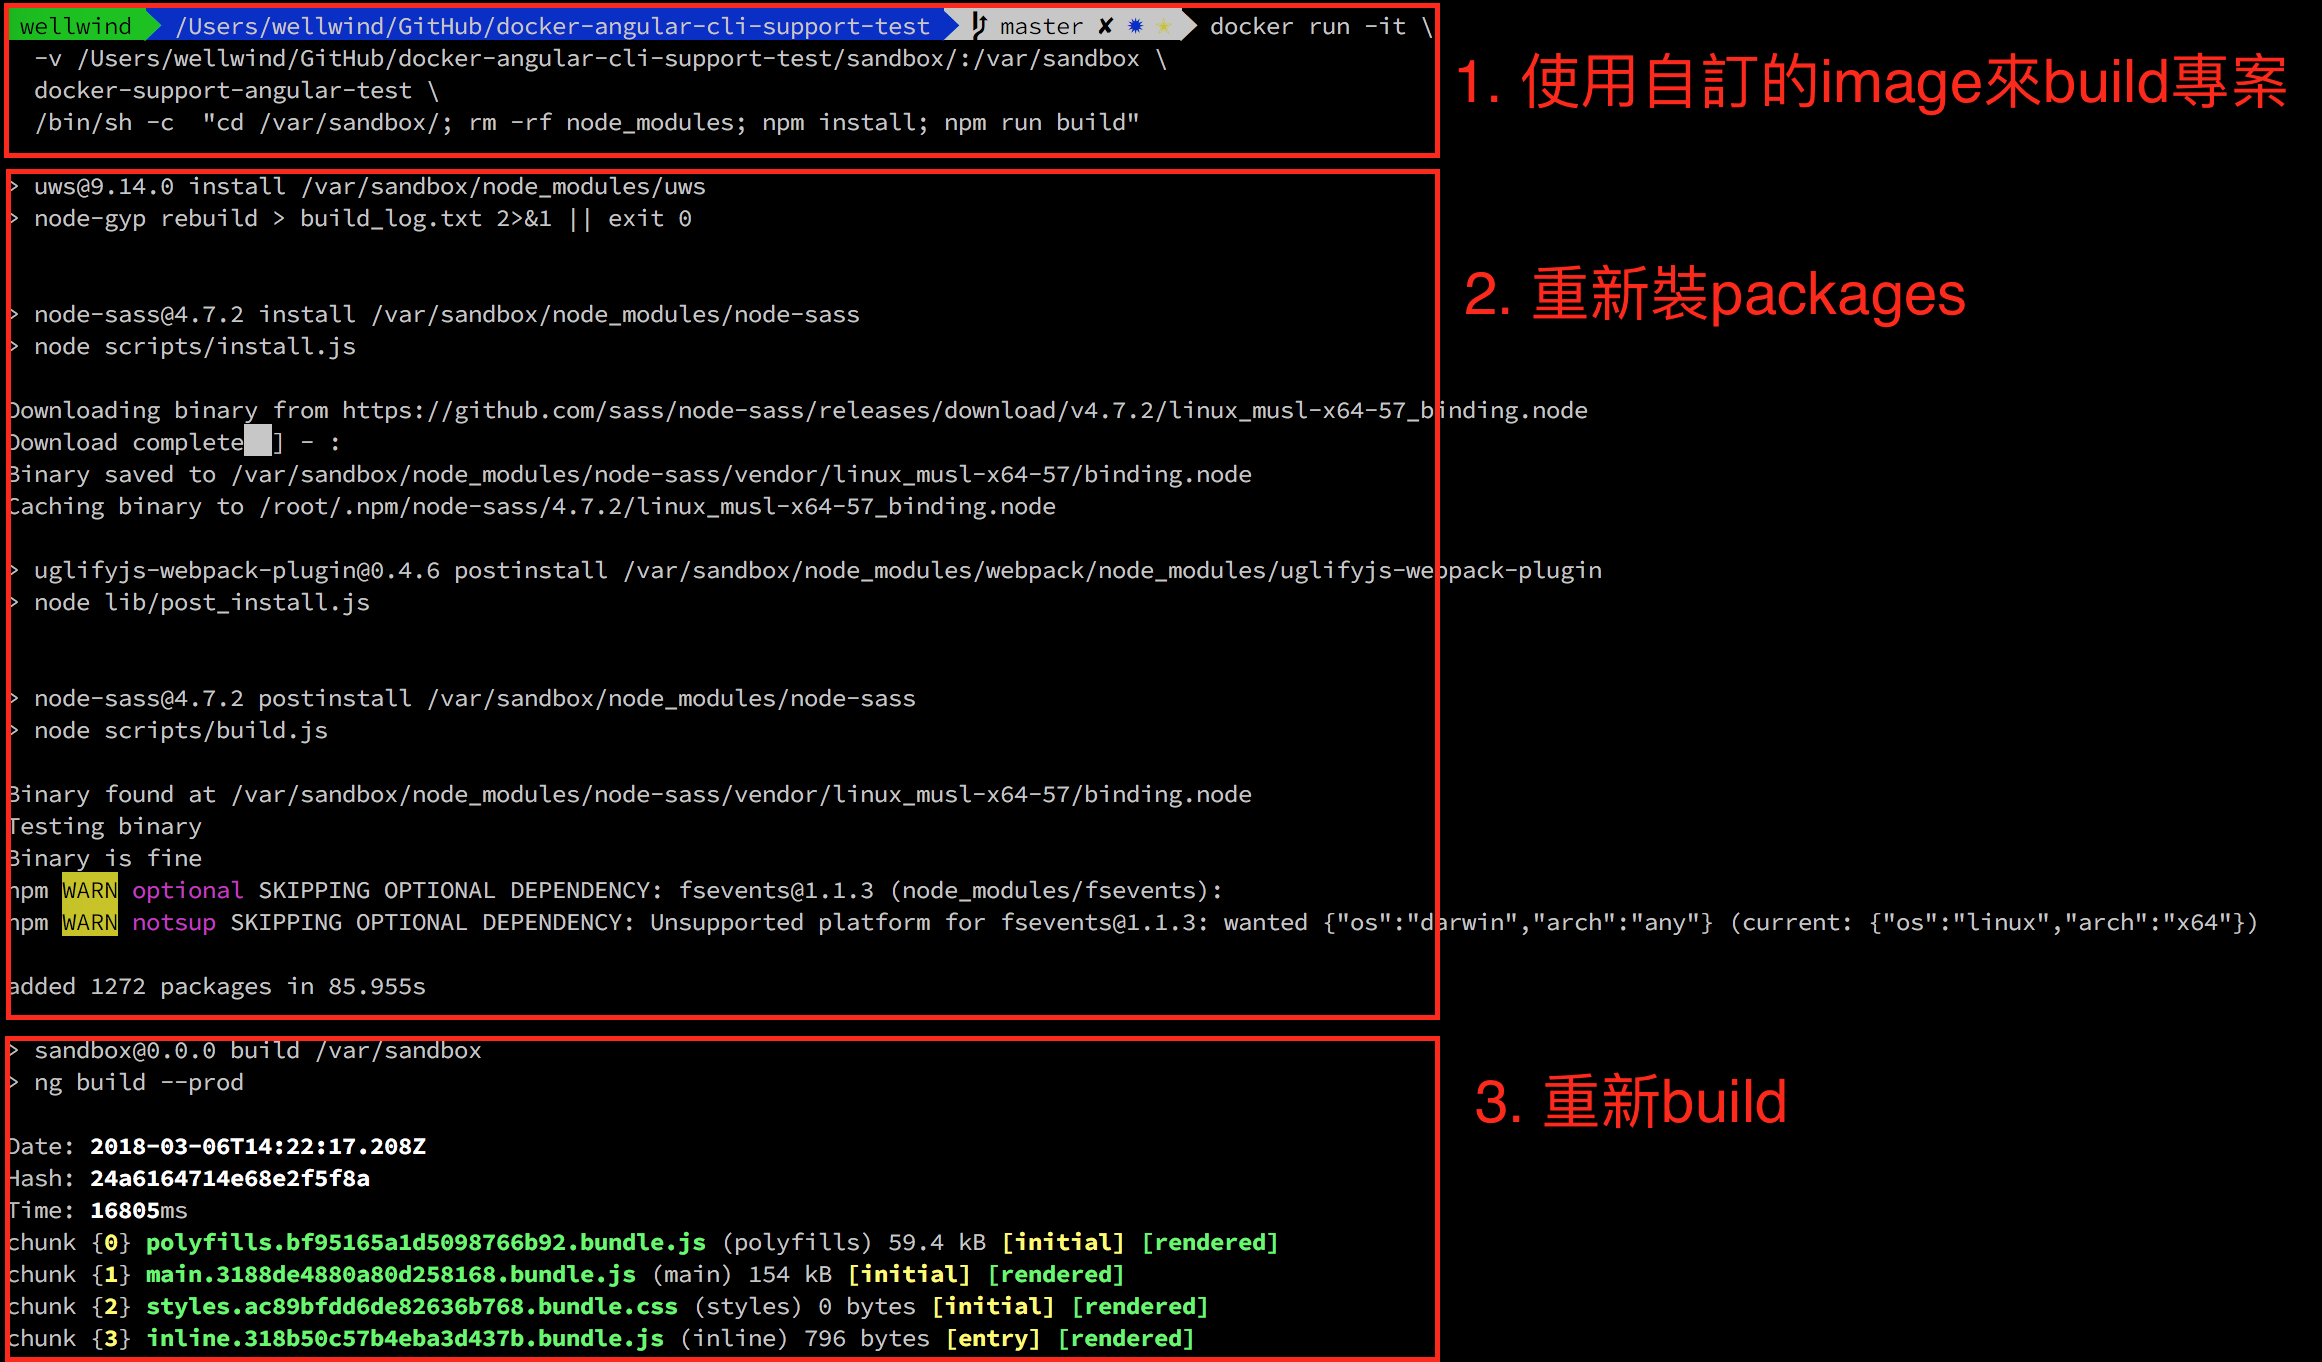 wellwind /Users/wellwind/GitHub/docker-angular-cli-support-test master ✘ ✹ ✭ docker run -it \
-v /Users/wellwind/GitHub/docker-angular-cli-support-test/sandbox/:/var/sandbox \
docker-support-angular-test \
/bin/sh -c  "cd /var/sandbox/; rm -rf node_modules; npm install; npm run build"
1. 使用自訂的image來build專案
> uws@9.14.0 install /var/sandbox/node_modules/uws
> node-gyp rebuild > build_log.txt 2>&1 || exit 0
2. 重新裝packages
> node-sass@4.7.2 install /var/sandbox/node_modules/node-sass
> node scripts/install.js
Downloading binary from https://github.com/sass/node-sass/releases/download/v4.7.2/linux_musl-x64-57_binding.node
Download complete ] - :
Binary saved to /var/sandbox/node_modules/node-sass/vendor/linux_musl-x64-57/binding.node
Caching binary to /root/.npm/node-sass/4.7.2/linux_musl-x64-57_binding.node
> uglifyjs-webpack-plugin@0.4.6 postinstall /var/sandbox/node_modules/webpack/node_modules/uglifyjs-webpack-plugin
> node lib/post_install.js
> node-sass@4.7.2 postinstall /var/sandbox/node_modules/node-sass
> node scripts/build.js
Binary found at /var/sandbox/node_modules/node-sass/vendor/linux_musl-x64-57/binding.node
Testing binary
Binary is fine
npm WARN optional SKIPPING OPTIONAL DEPENDENCY: fsevents@1.1.3 (node_modules/fsevents):
npm WARN notsup SKIPPING OPTIONAL DEPENDENCY: Unsupported platform for fsevents@1.1.3: wanted {"os":"darwin","arch":"any"} (current: {"os":"linux","arch":"x64"})
added 1272 packages in 85.955s
> sandbox@0.0.0 build /var/sandbox
> ng build --prod
3. 重新build
Date: 2018-03-06T14:22:17.208Z
Hash: 24a6164714e68e2f5f8a
Time: 16805ms
chunk {0} polyfills.bf95165a1d5098766b92.bundle.js (polyfills) 59.4 kB [initial] [rendered]
chunk {1} main.3188de4880a80d258168.bundle.js (main) 154 kB [initial] [rendered]
chunk {2} styles.ac89bfdd6de82636b768.bundle.css (styles) 0 bytes [initial] [rendered]
chunk {3} inline.318b50c57b4eba3d437b.bundle.js (inline) 796 bytes [entry] [rendered]